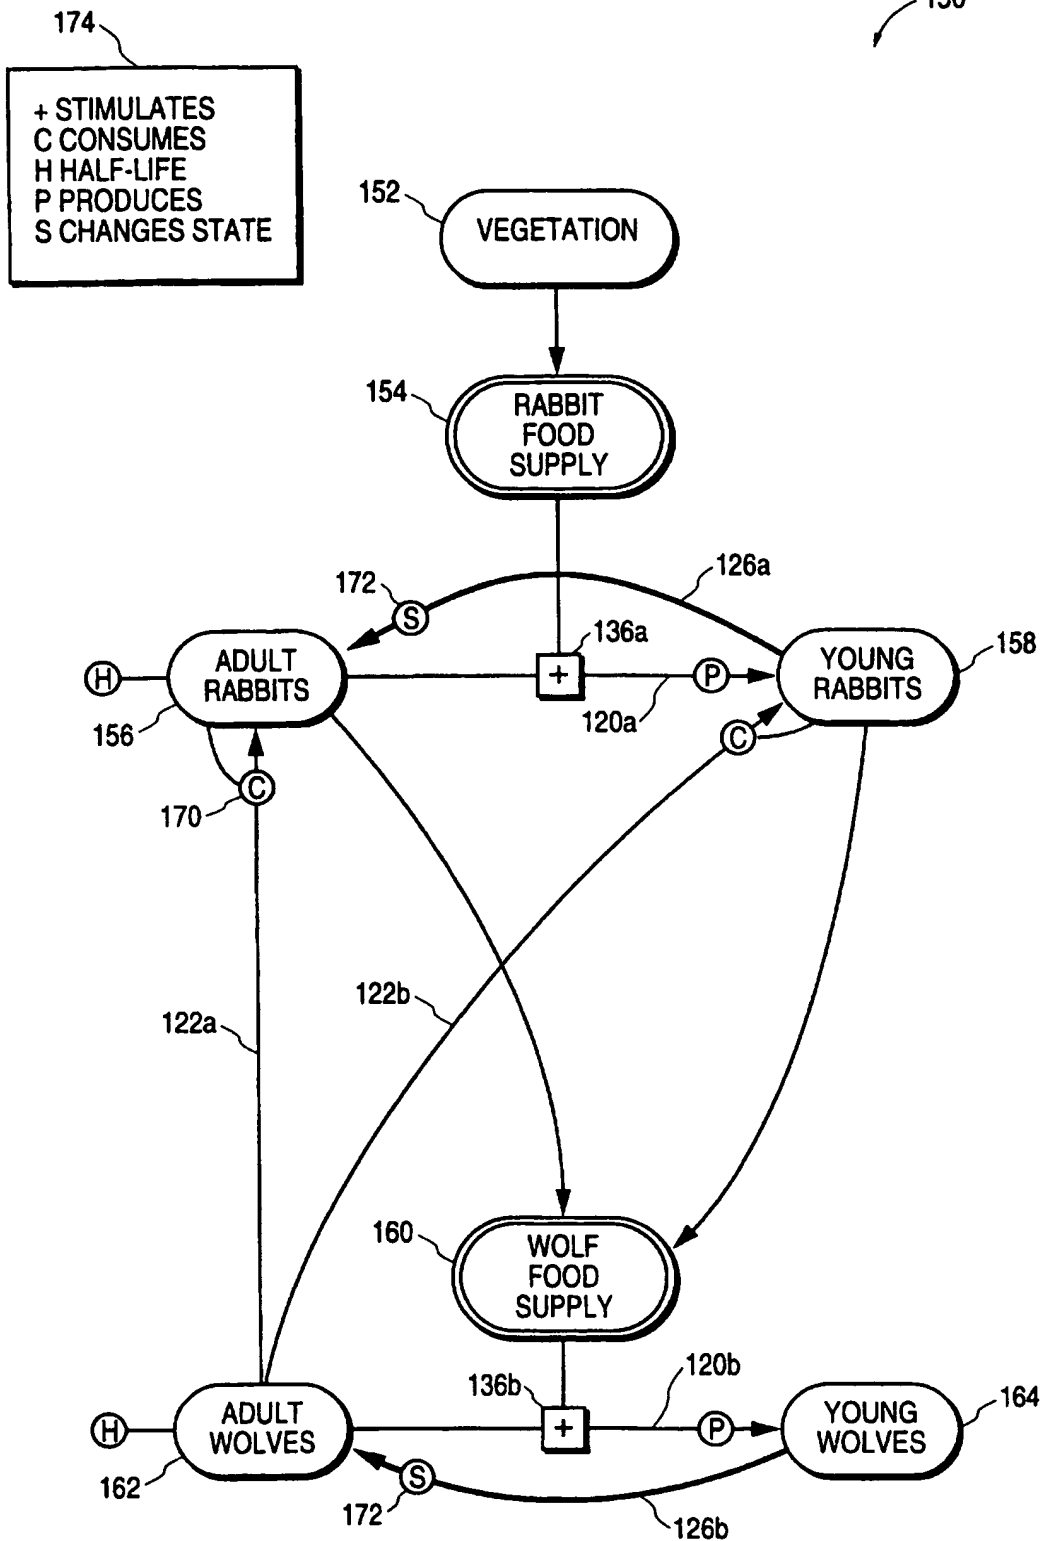 174
+ STIMULATES
C CONSUMES
H HALF-LIFE
P PRODUCES
S CHANGES STATE
152
VEGETATION
154
RABBIT
FOOD
SUPPLY
126a
172
S
136a
158
H
ADULT
RABBITS
+
P
YOUNG
RABBITS
156
120a
C
C
170
122b
122a
160
WOLF
FOOD
SUPPLY
136b
120b
164
H
ADULT
WOLVES
+
P
YOUNG
WOLVES
162
S
172
126b